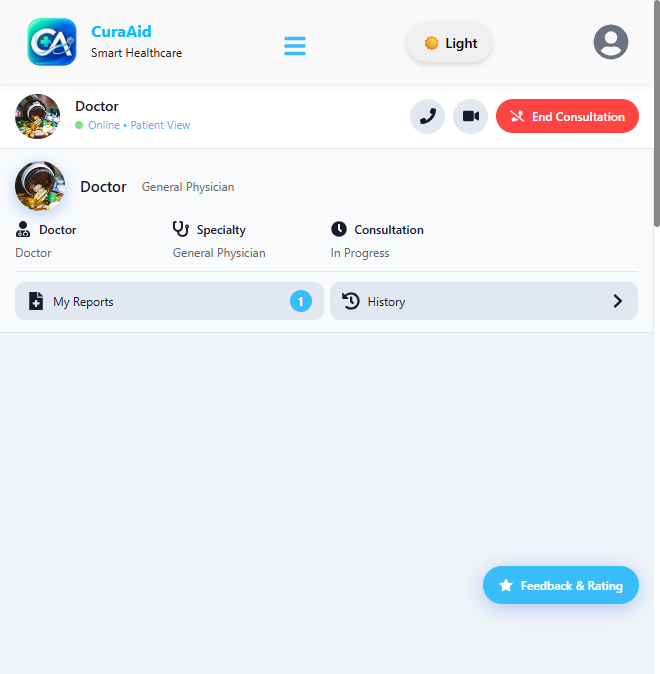 CuraAid
Smart Healthcare
Light
Doctor
Online • Patient View
End Consultation
Doctor
General Physician
Doctor
Specialty
Consultation
Doctor
General Physician
In Progress
My Reports
1
History
Feedback & Rating